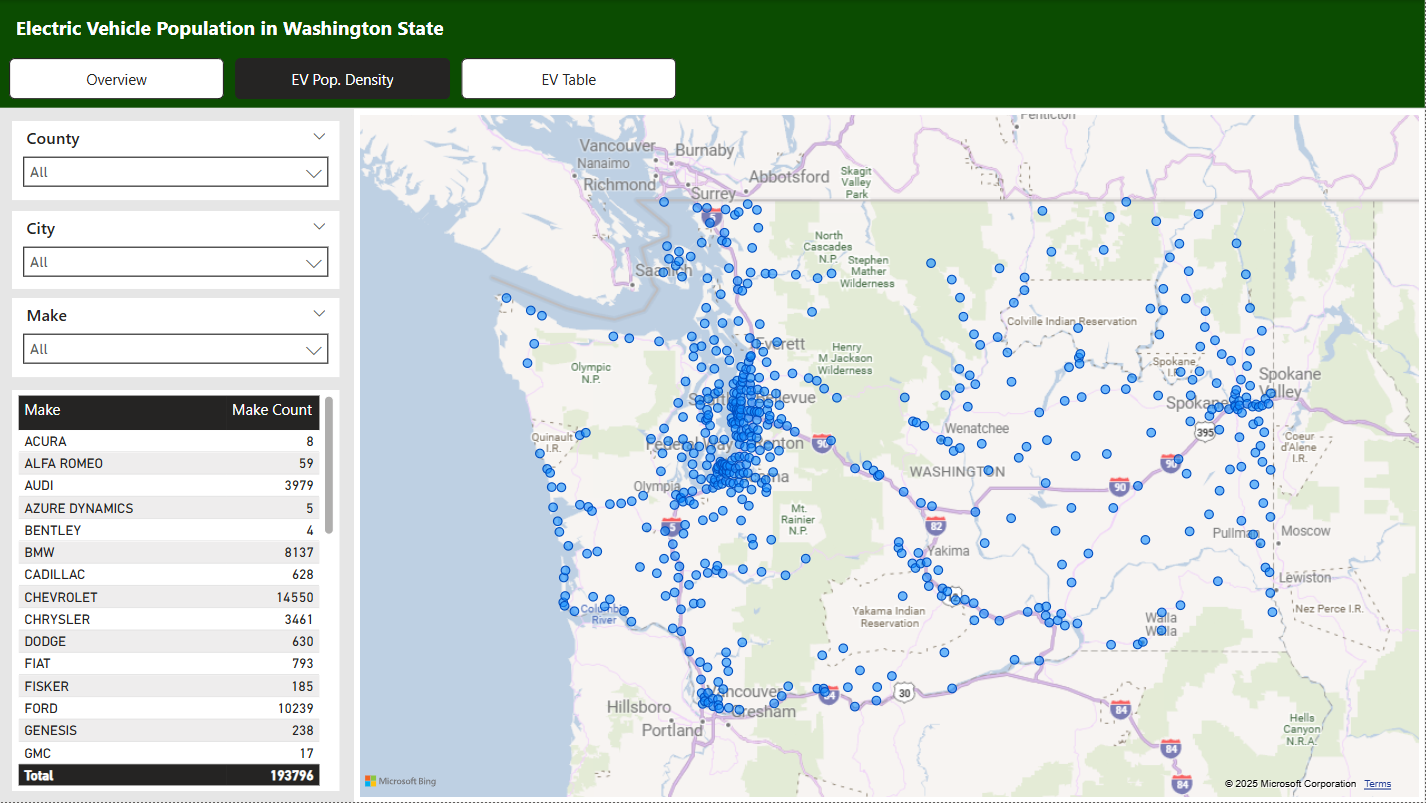 Electric Vehicle Population in Washington State
Overview
EV Pop. Density
EV Table
County
All
City
All
Make
All
Make Make Count
ACURA 8
ALFA ROMEO 59
AUDI 3979
AZURE DYNAMICS 5
BENTLEY 4
BMW 8137
CADILLAC 628
CHEVROLET 14550
CHRYSLER 3461
DODGE 630
FIAT 793
FISKER 185
FORD 10239
GENESIS 238
GMC 17
Total 193796
Penticton
Vancouver
Burnaby
Nanaimo
Richmond
Abbotsford
Surrey
Skagit
Valley
Park
5
North
Cascades
N.P.
Stephen
Mather
Wilderness
Saanich
Colville Indian Reservation
Everett
Henry
M Jackson
Wilderness
Olympic
N.P.
Spokane
Spokane
Valley
Spokane
395
Wenatchee
Quinault
I.R.
90
Coeur
d'Alene
I.R.
WASHINGTON
90
90
Olympia
5
Mt.
Rainier
N.P.
82
Yakima
Pullman
Moscow
Lewiston
Nez Perce I.R.
Columbia
River
Yakama Indian
Reservation
Walla
Walla
Vancouver
84
30
Hillsboro
Gresham
Portland
84
Hells
Canyon
N.R.A.
84
84
Microsoft Bing
© 2025 Microsoft Corporation Terms